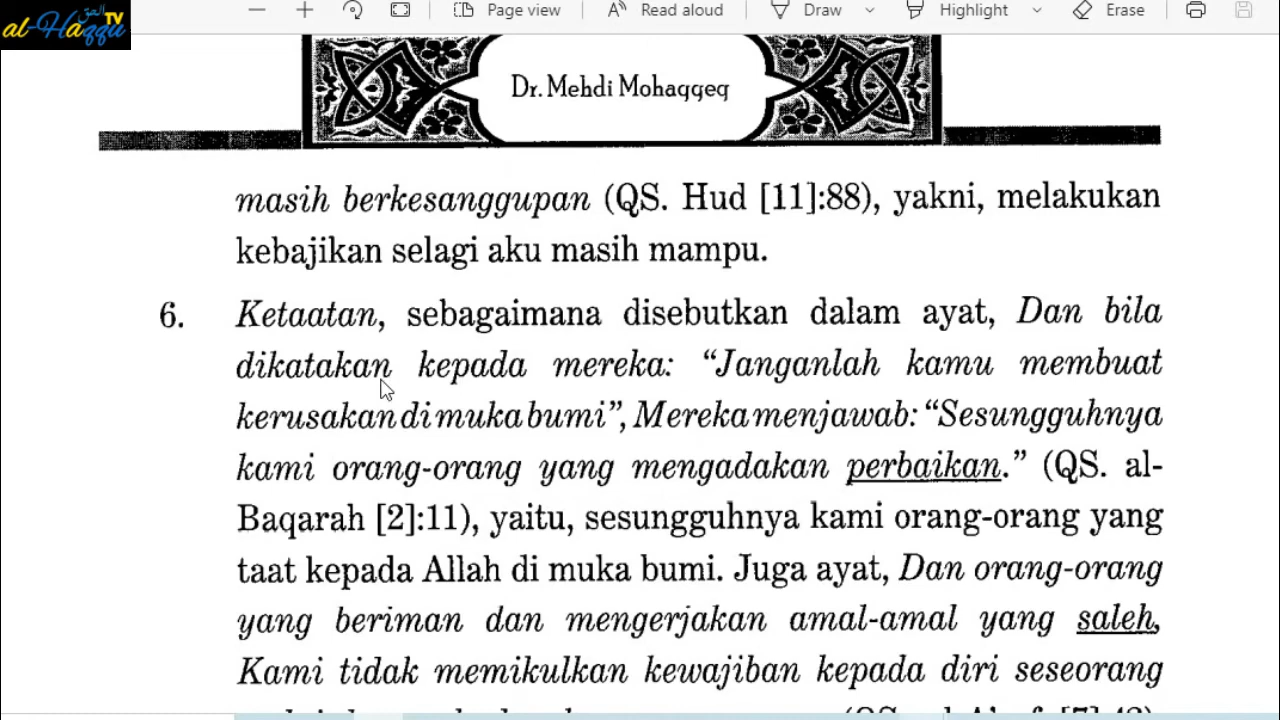 الحق
al-Haqqu TV
Page view
Read aloud
Draw
Highlight
Erase
Dr. Mehdi Mohaqqeq
masih berkesanggupan (QS. Hud [11]:88), yakni, melakukan
kebajikan selagi aku masih mampu.
6. Ketaatan, sebagaimana disebutkan dalam ayat, Dan bila
dikatakan kepada mereka: “Janganlah kamu membuat
kerusakan di muka bumi”, Mereka menjawab: “Sesungguhnya
kami orang-orang yang mengadakan perbaikan.” (QS. al-
Baqarah [2]:11), yaitu, sesungguhnya kami orang-orang yang
taat kepada Allah di muka bumi. Juga ayat, Dan orang-orang
yang beriman dan mengerjakan amal-amal yang saleh,
Kami tidak memikulkan kewajiban kepada diri seseorang